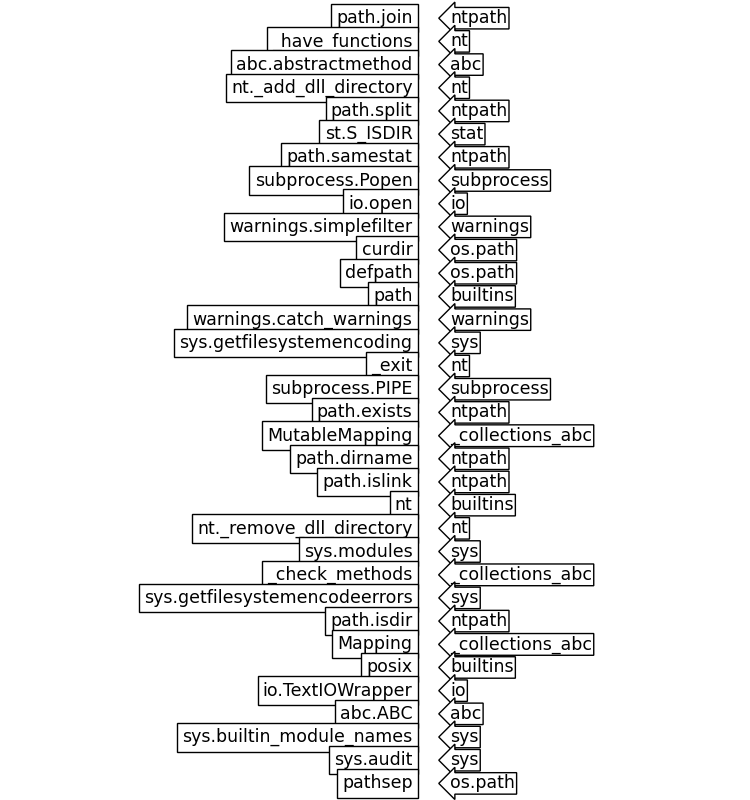 path.join ntpath
_have_functions nt
abc.abstractmethod abc
nt._add_dll_directory nt
path.split ntpath
st.S_ISDIR stat
path.samestat ntpath
subprocess.Popen subprocess
io.open io
warnings.simplefilter warnings
curdir os.path
defpath os.path
path builtins
warnings.catch_warnings warnings
sys.getfilesystemencoding sys
_exit nt
subprocess.PIPE subprocess
path.exists ntpath
MutableMapping _collections_abc
path.dirname ntpath
path.islink ntpath
nt builtins
nt._remove_dll_directory nt
sys.modules sys
_check_methods _collections_abc
sys.getfilesystemencodeerrors sys
path.isdir ntpath
Mapping _collections_abc
posix builtins
io.TextIOWrapper io
abc.ABC abc
sys.builtin_module_names sys
sys.audit sys
pathsep os.path